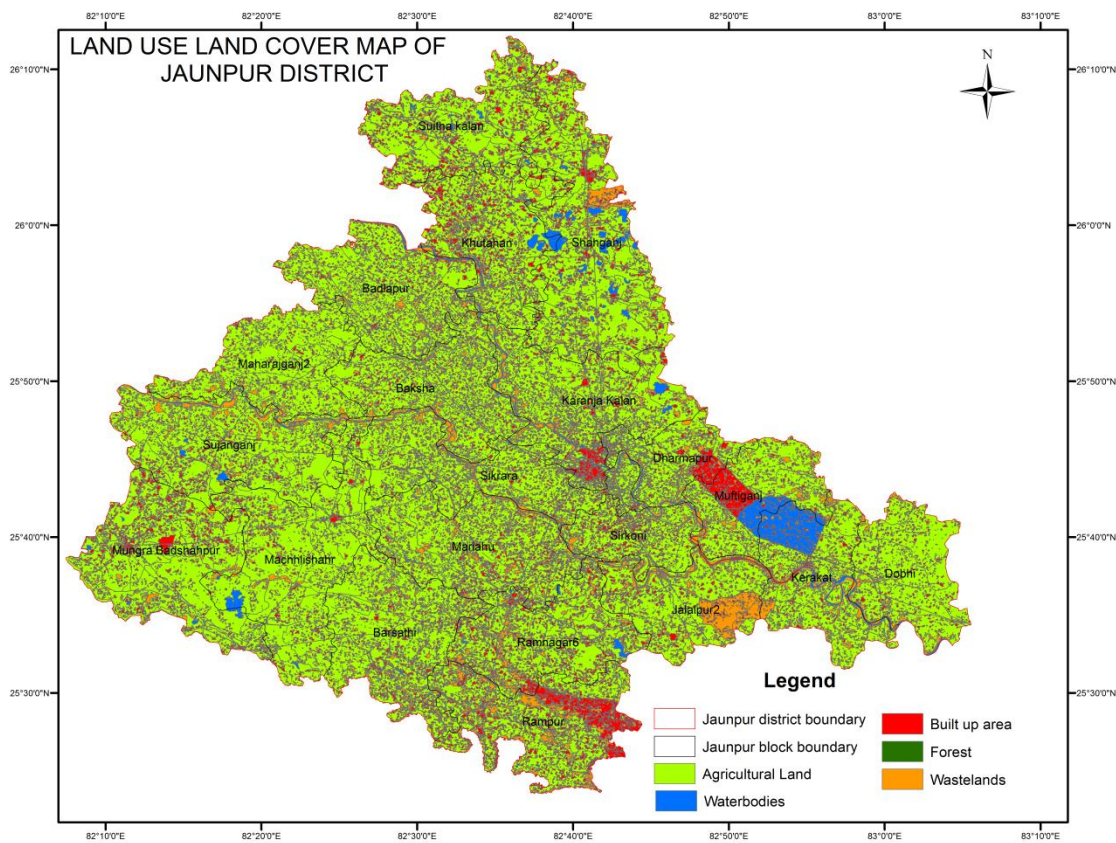 82°10'0"E 82°20'0"E 82°30'0"E 82°40'0"E 82°50'0"E 83°0'0"E 83°10'0"E
LAND USE LAND COVER MAP OF
JAUNPUR DISTRICT
N
26°10'0"N 26°10'0"N
Suitha kalan
26°0'0"N 26°0'0"N
Khutahan Shahganj
Badlapur
Maharajganj2
25°50'0"N 25°50'0"N
Baksha
Karanja Kalan
Sujanganj
Dharmapur
Sikrara
Muftiganj
Sirkoni
25°40'0"N 25°40'0"N
Mungra Badshahpur
Mariahu
Machhlishahr
Kerakat
Dobhi
Jalalpur2
Barsathi
Ramnagar6
25°30'0"N 25°30'0"N
Rampur
Legend
Jaunpur district boundary
Jaunpur block boundary
Agricultural Land
Waterbodies
Built up area
Forest
Wastelands
82°10'0"E 82°20'0"E 82°30'0"E 82°40'0"E 82°50'0"E 83°0'0"E 83°10'0"E